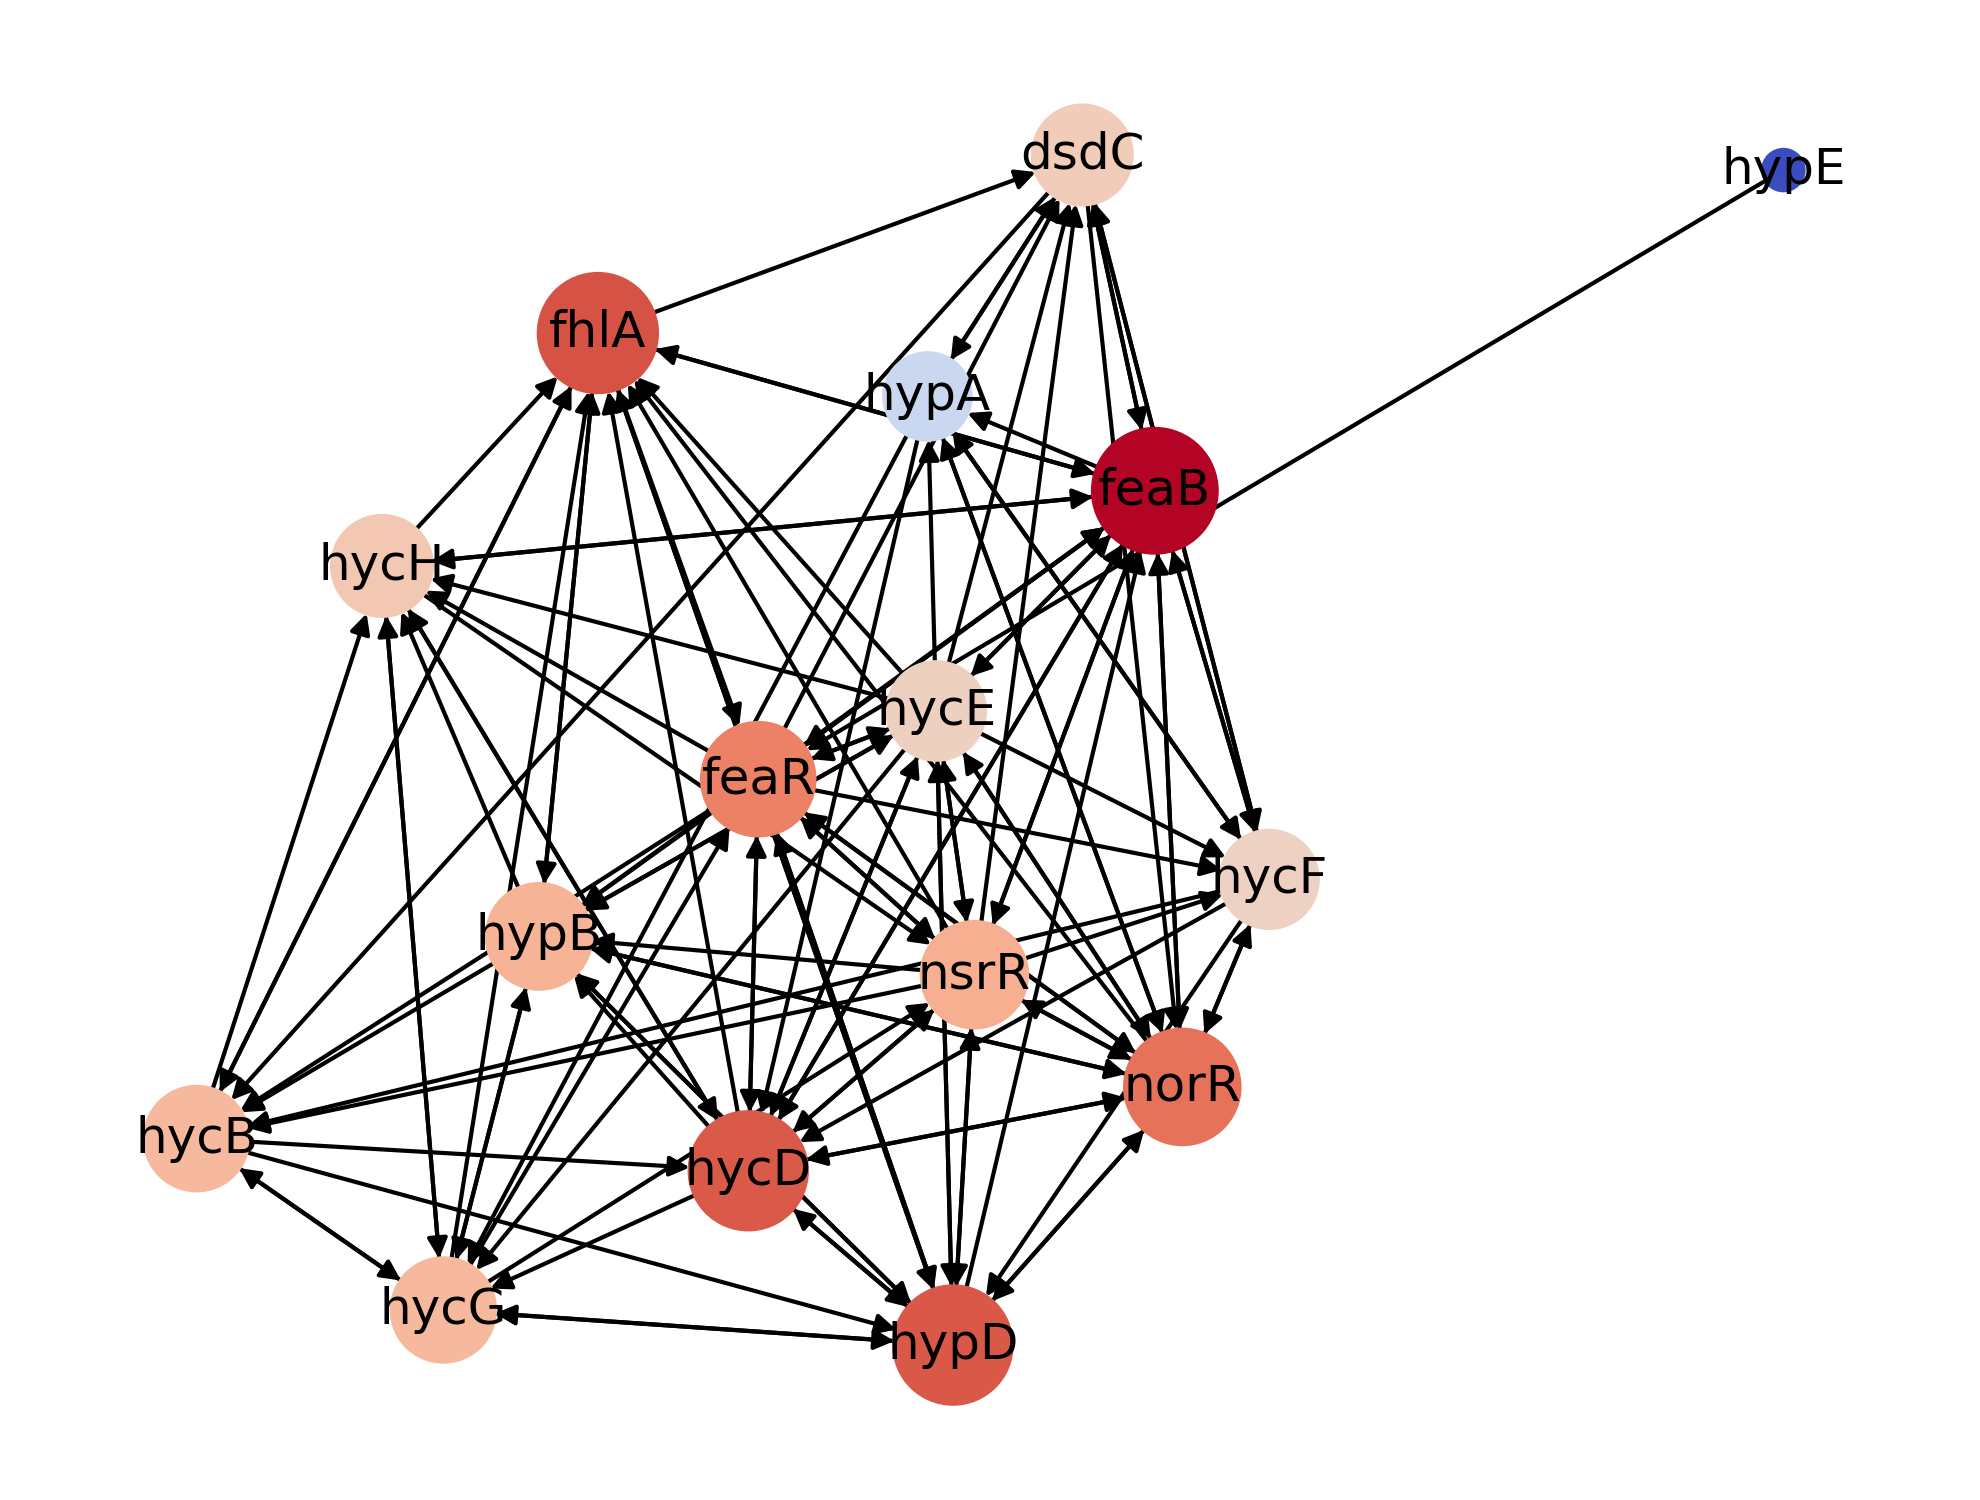 dsdC
hypE
fhlA
hypA
feaB
hycH
hycE
feaR
hycF
hypB
nsrR
norR
hycB
hycD
hycG
hypD